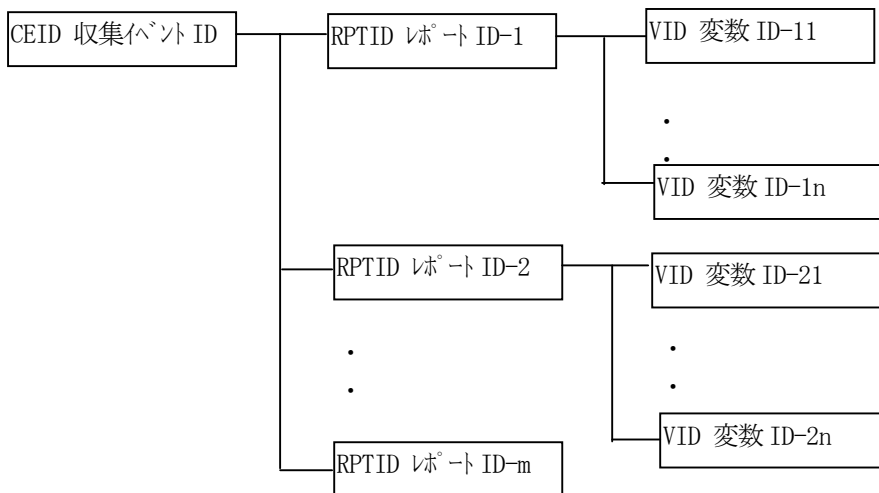 CEID 収集ｲﾍﾞﾝﾄ ID
RPTID ﾚﾎﾟｰﾄ ID-1
VID 変数 ID-11
・
・
VID 変数 ID-1n
RPTID ﾚﾎﾟｰﾄ ID-2
VID 変数 ID-21
・
・
・
・
VID 変数 ID-2n
RPTID ﾚﾎﾟｰﾄ ID-m